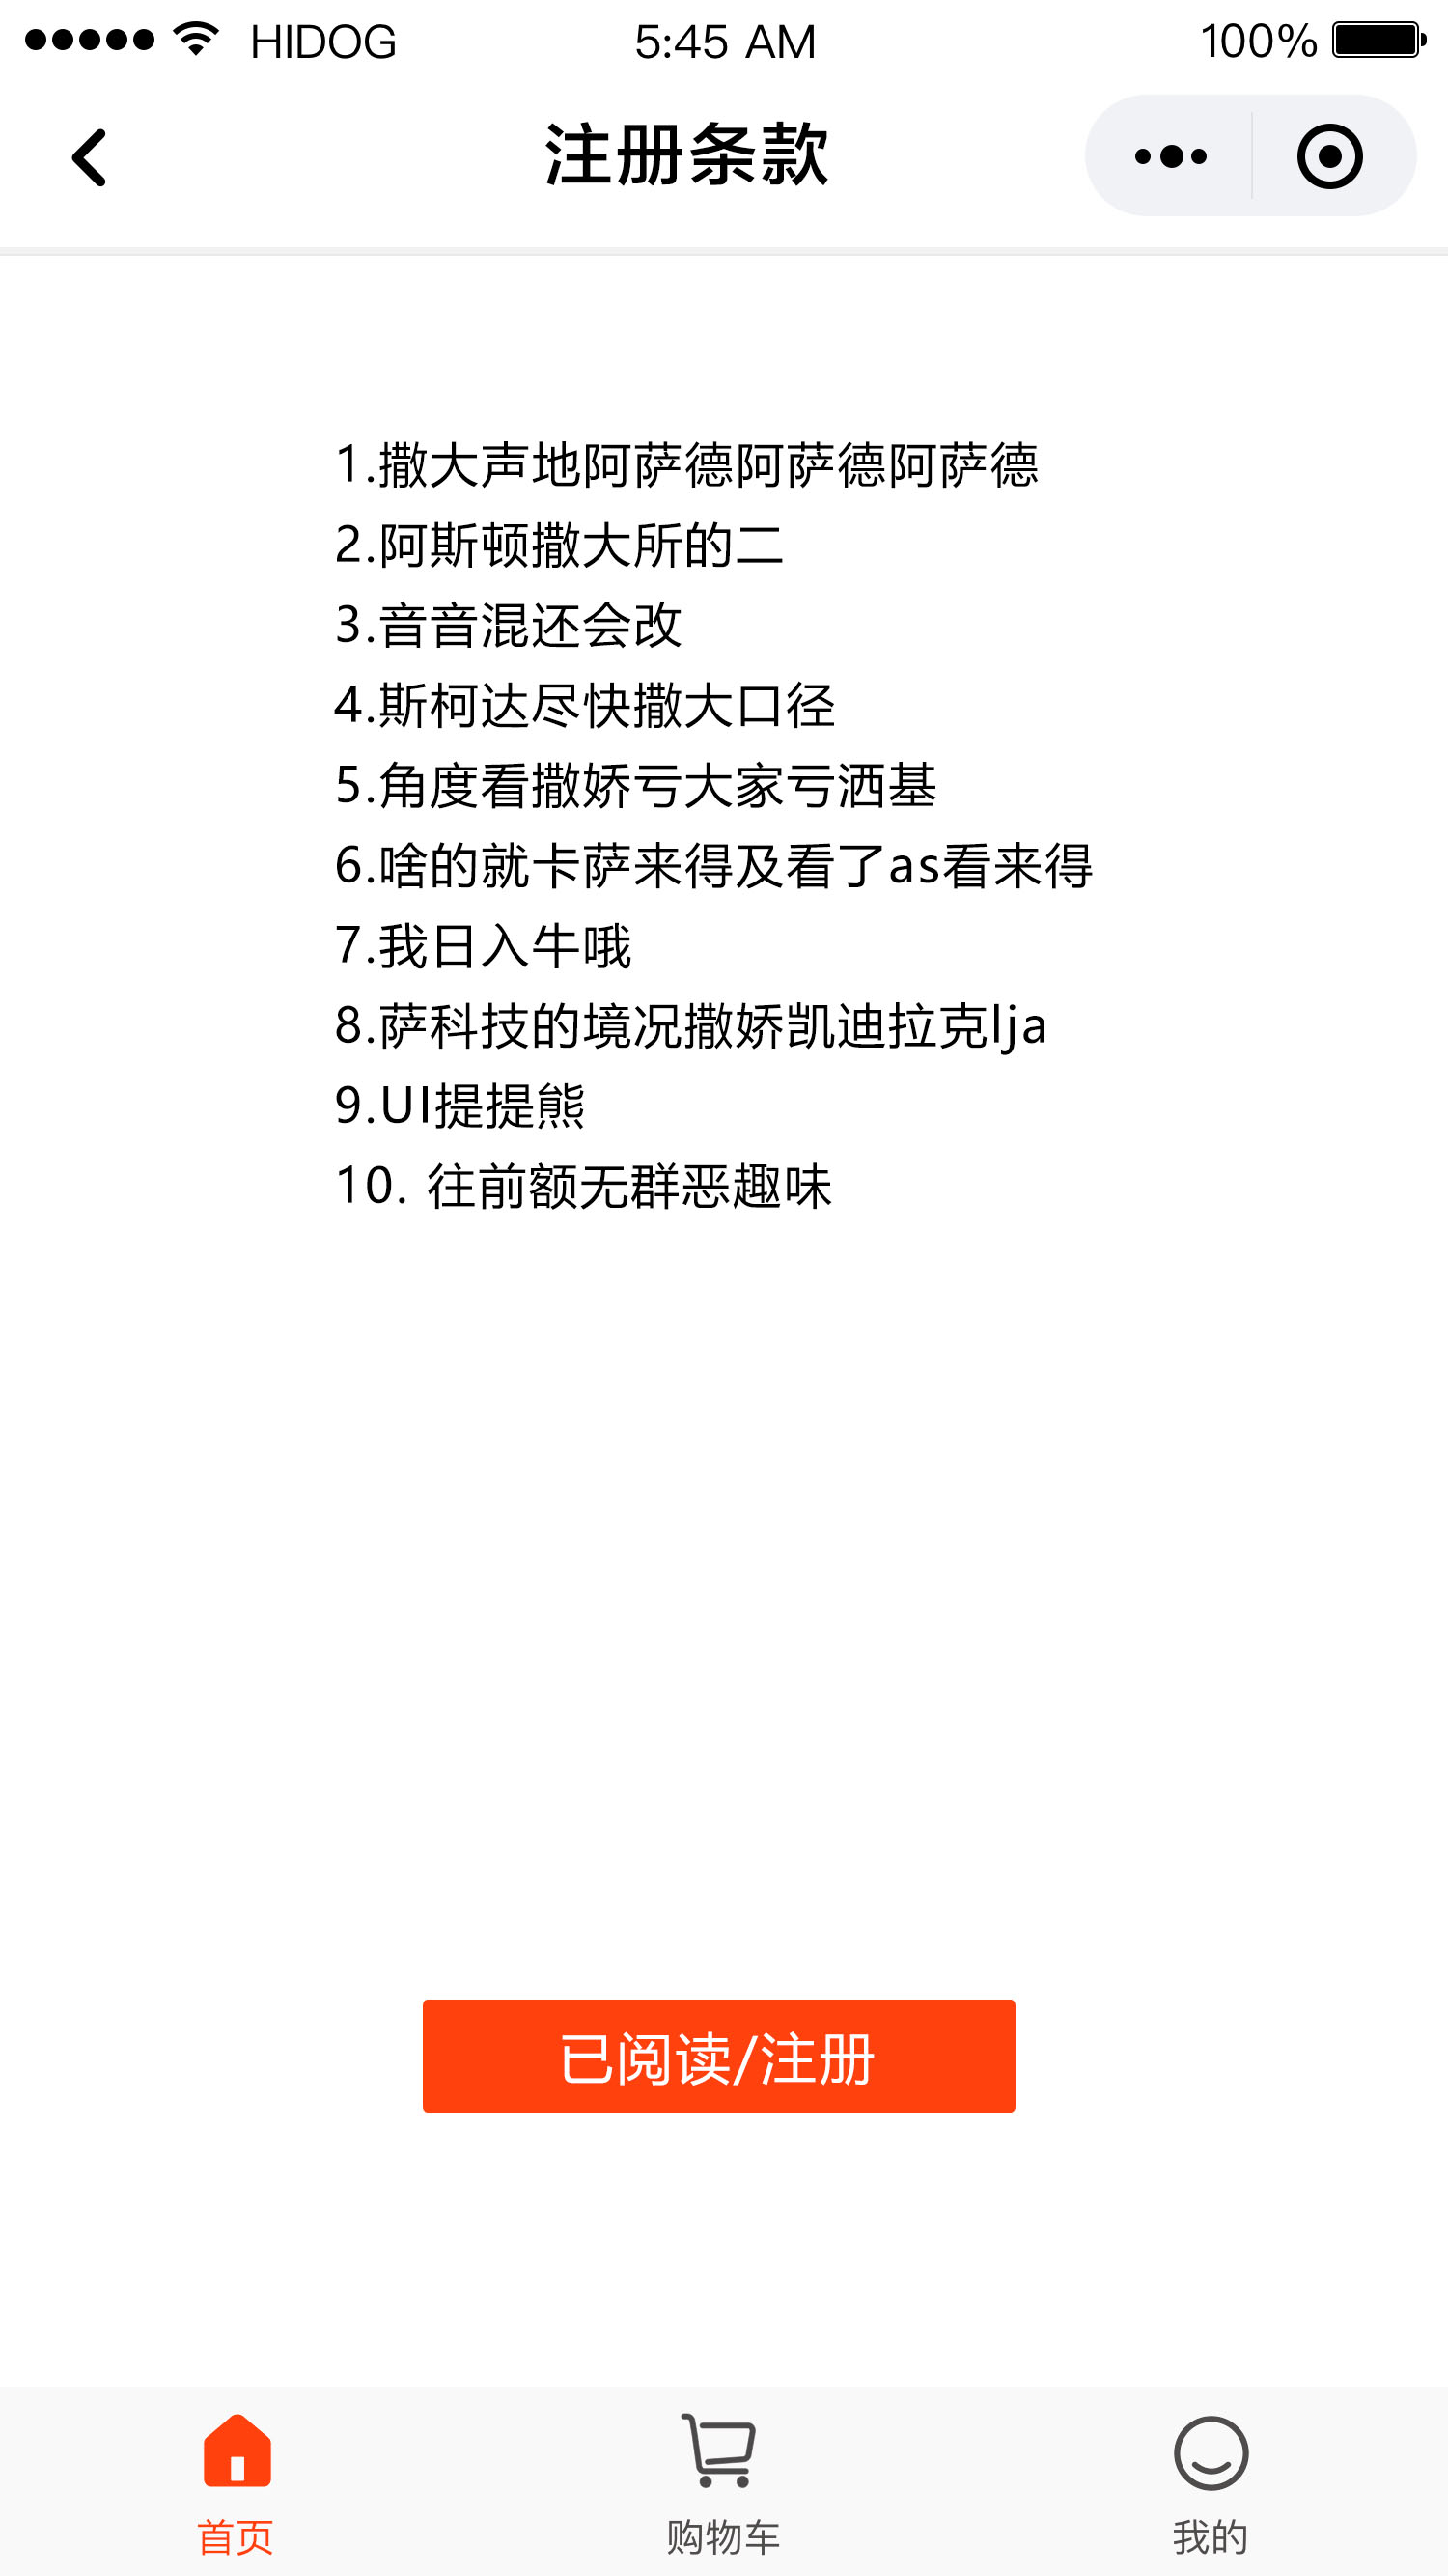 HIDOG 5:45 AM 100%
注册条款
1.撒大声地阿萨德阿萨德阿萨德
2.阿斯顿撒大所的二
3.音音混还会改
4.斯柯达尽快撒大口径
5.角度看撒娇亏大家亏洒基
6.啥的就卡萨来得及看了as看来得
7.我日入牛哦
8.萨科技的境况撒娇凯迪拉克lja
9.UI提提熊
10. 往前额无群恶趣味
已阅读/注册
首页 购物车 我的